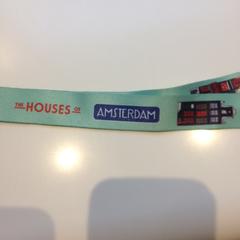 THE HOUSES OF AMSTERDAM